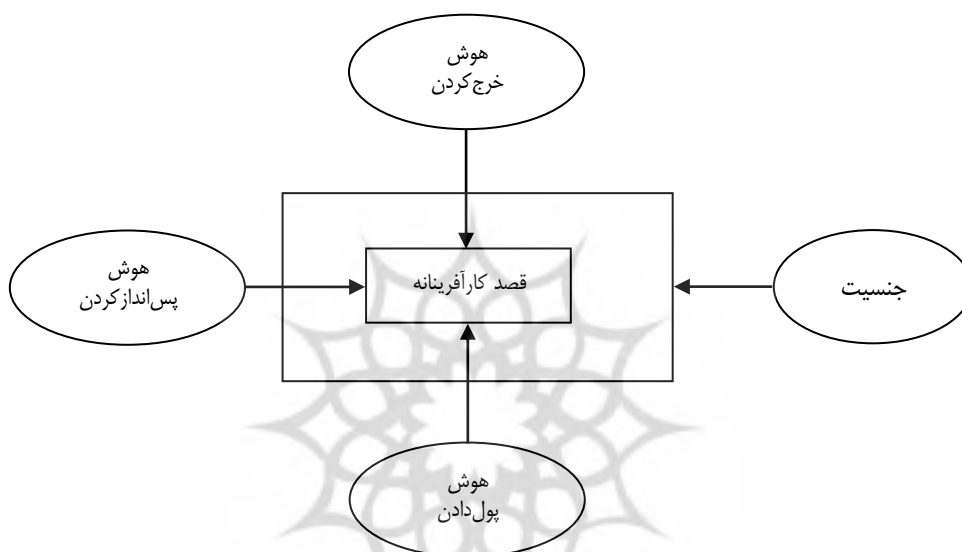 هوش
خرج‌کردن
هوش
پس‌اندازکردن
قصد کارآفرینانه
جنسیت
هوش
پول‌دادن